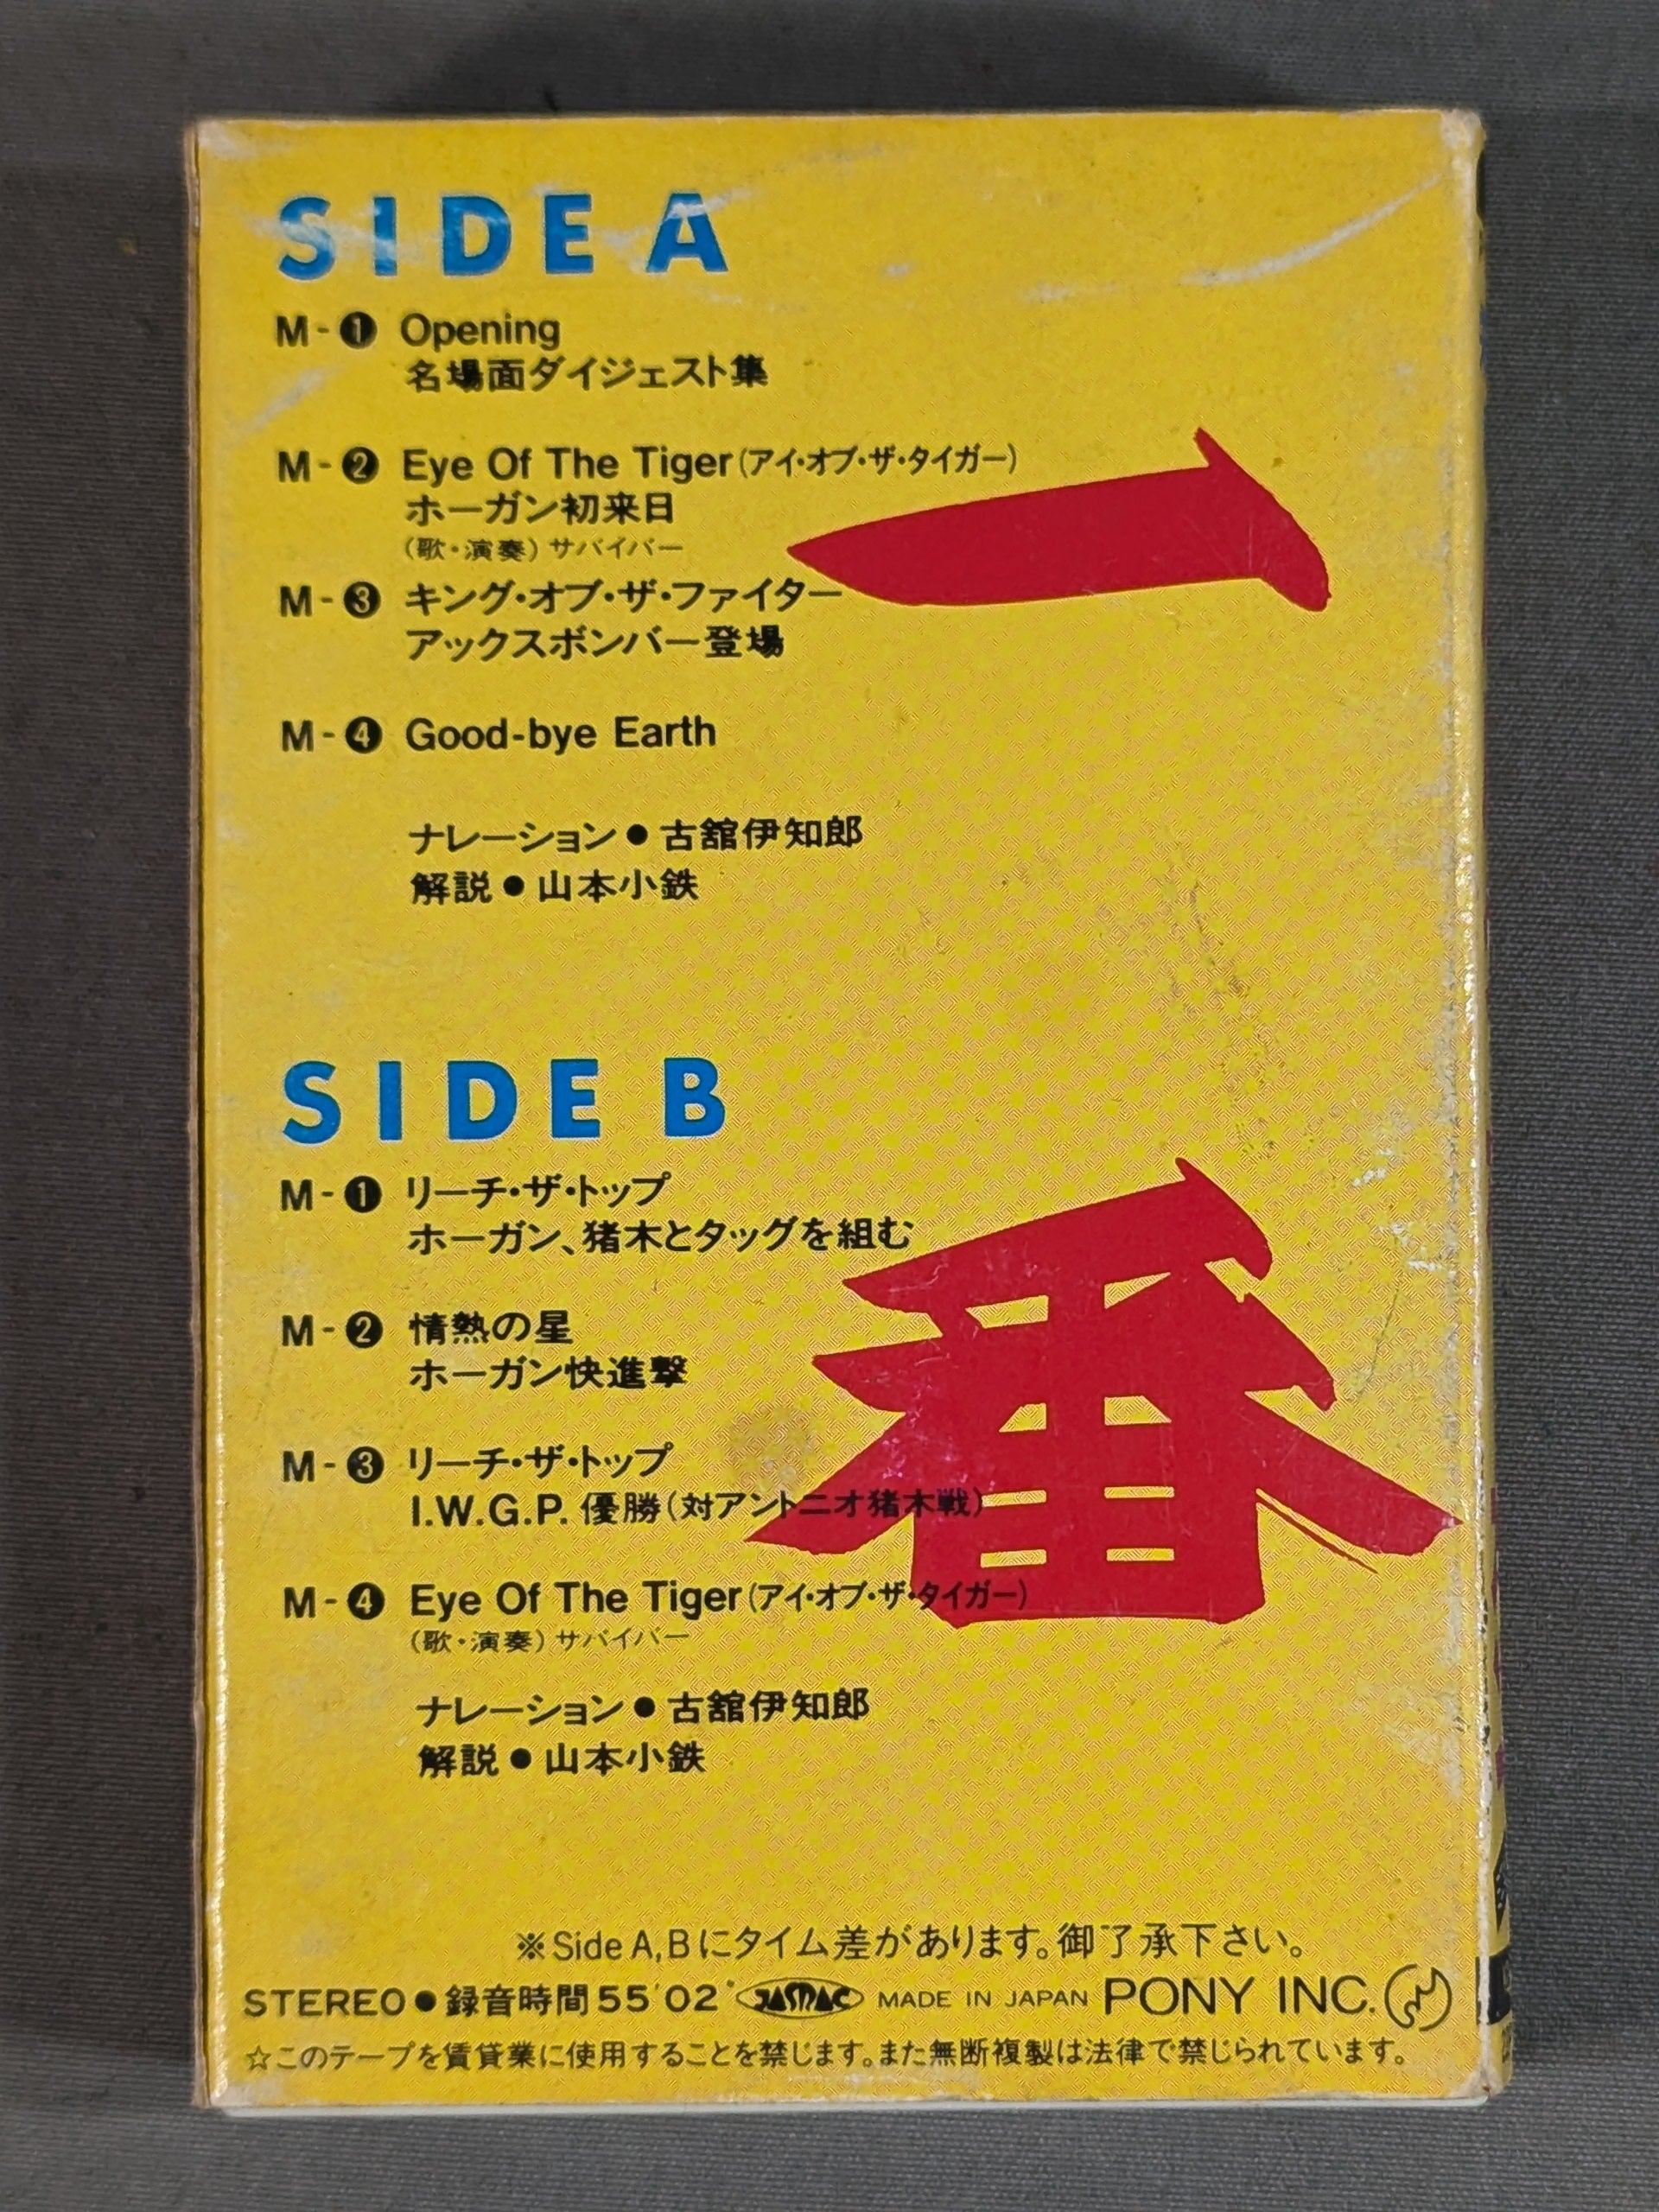 SIDE A
M-❶ Opening
名場面ダイジェスト集
M-❷ Eye Of The Tiger(アイ・オブ・ザ・タイガー)
ホーガン初来日
(歌・演奏)サバイバー
M-❸ キング・オブ・ザ・ファイター
アックスボンバー登場
M-❹ Good-bye Earth
ナレーション●古舘伊知郎
解説●山本小鉄
一番
SIDE B
M-❶ リーチ・ザ・トップ
ホーガン、猪木とタッグを組む
M-❷ 情熱の星
ホーガン快進撃
M-❸ リーチ・ザ・トップ
I.W.G.P.優勝(対アントニオ猪木戦)
M-❹ Eye Of The Tiger(アイ・オブ・ザ・タイガー)
(歌・演奏)サバイバー
ナレーション●古舘伊知郎
解説●山本小鉄
※Side A,Bにタイム差があります。御了承下さい。
STEREO●録音時間55'02" JASRAC MADE IN JAPAN PONY INC.
☆このテープを賃貸業に使用することを禁じます。また無断複製は法律で禁じられています。